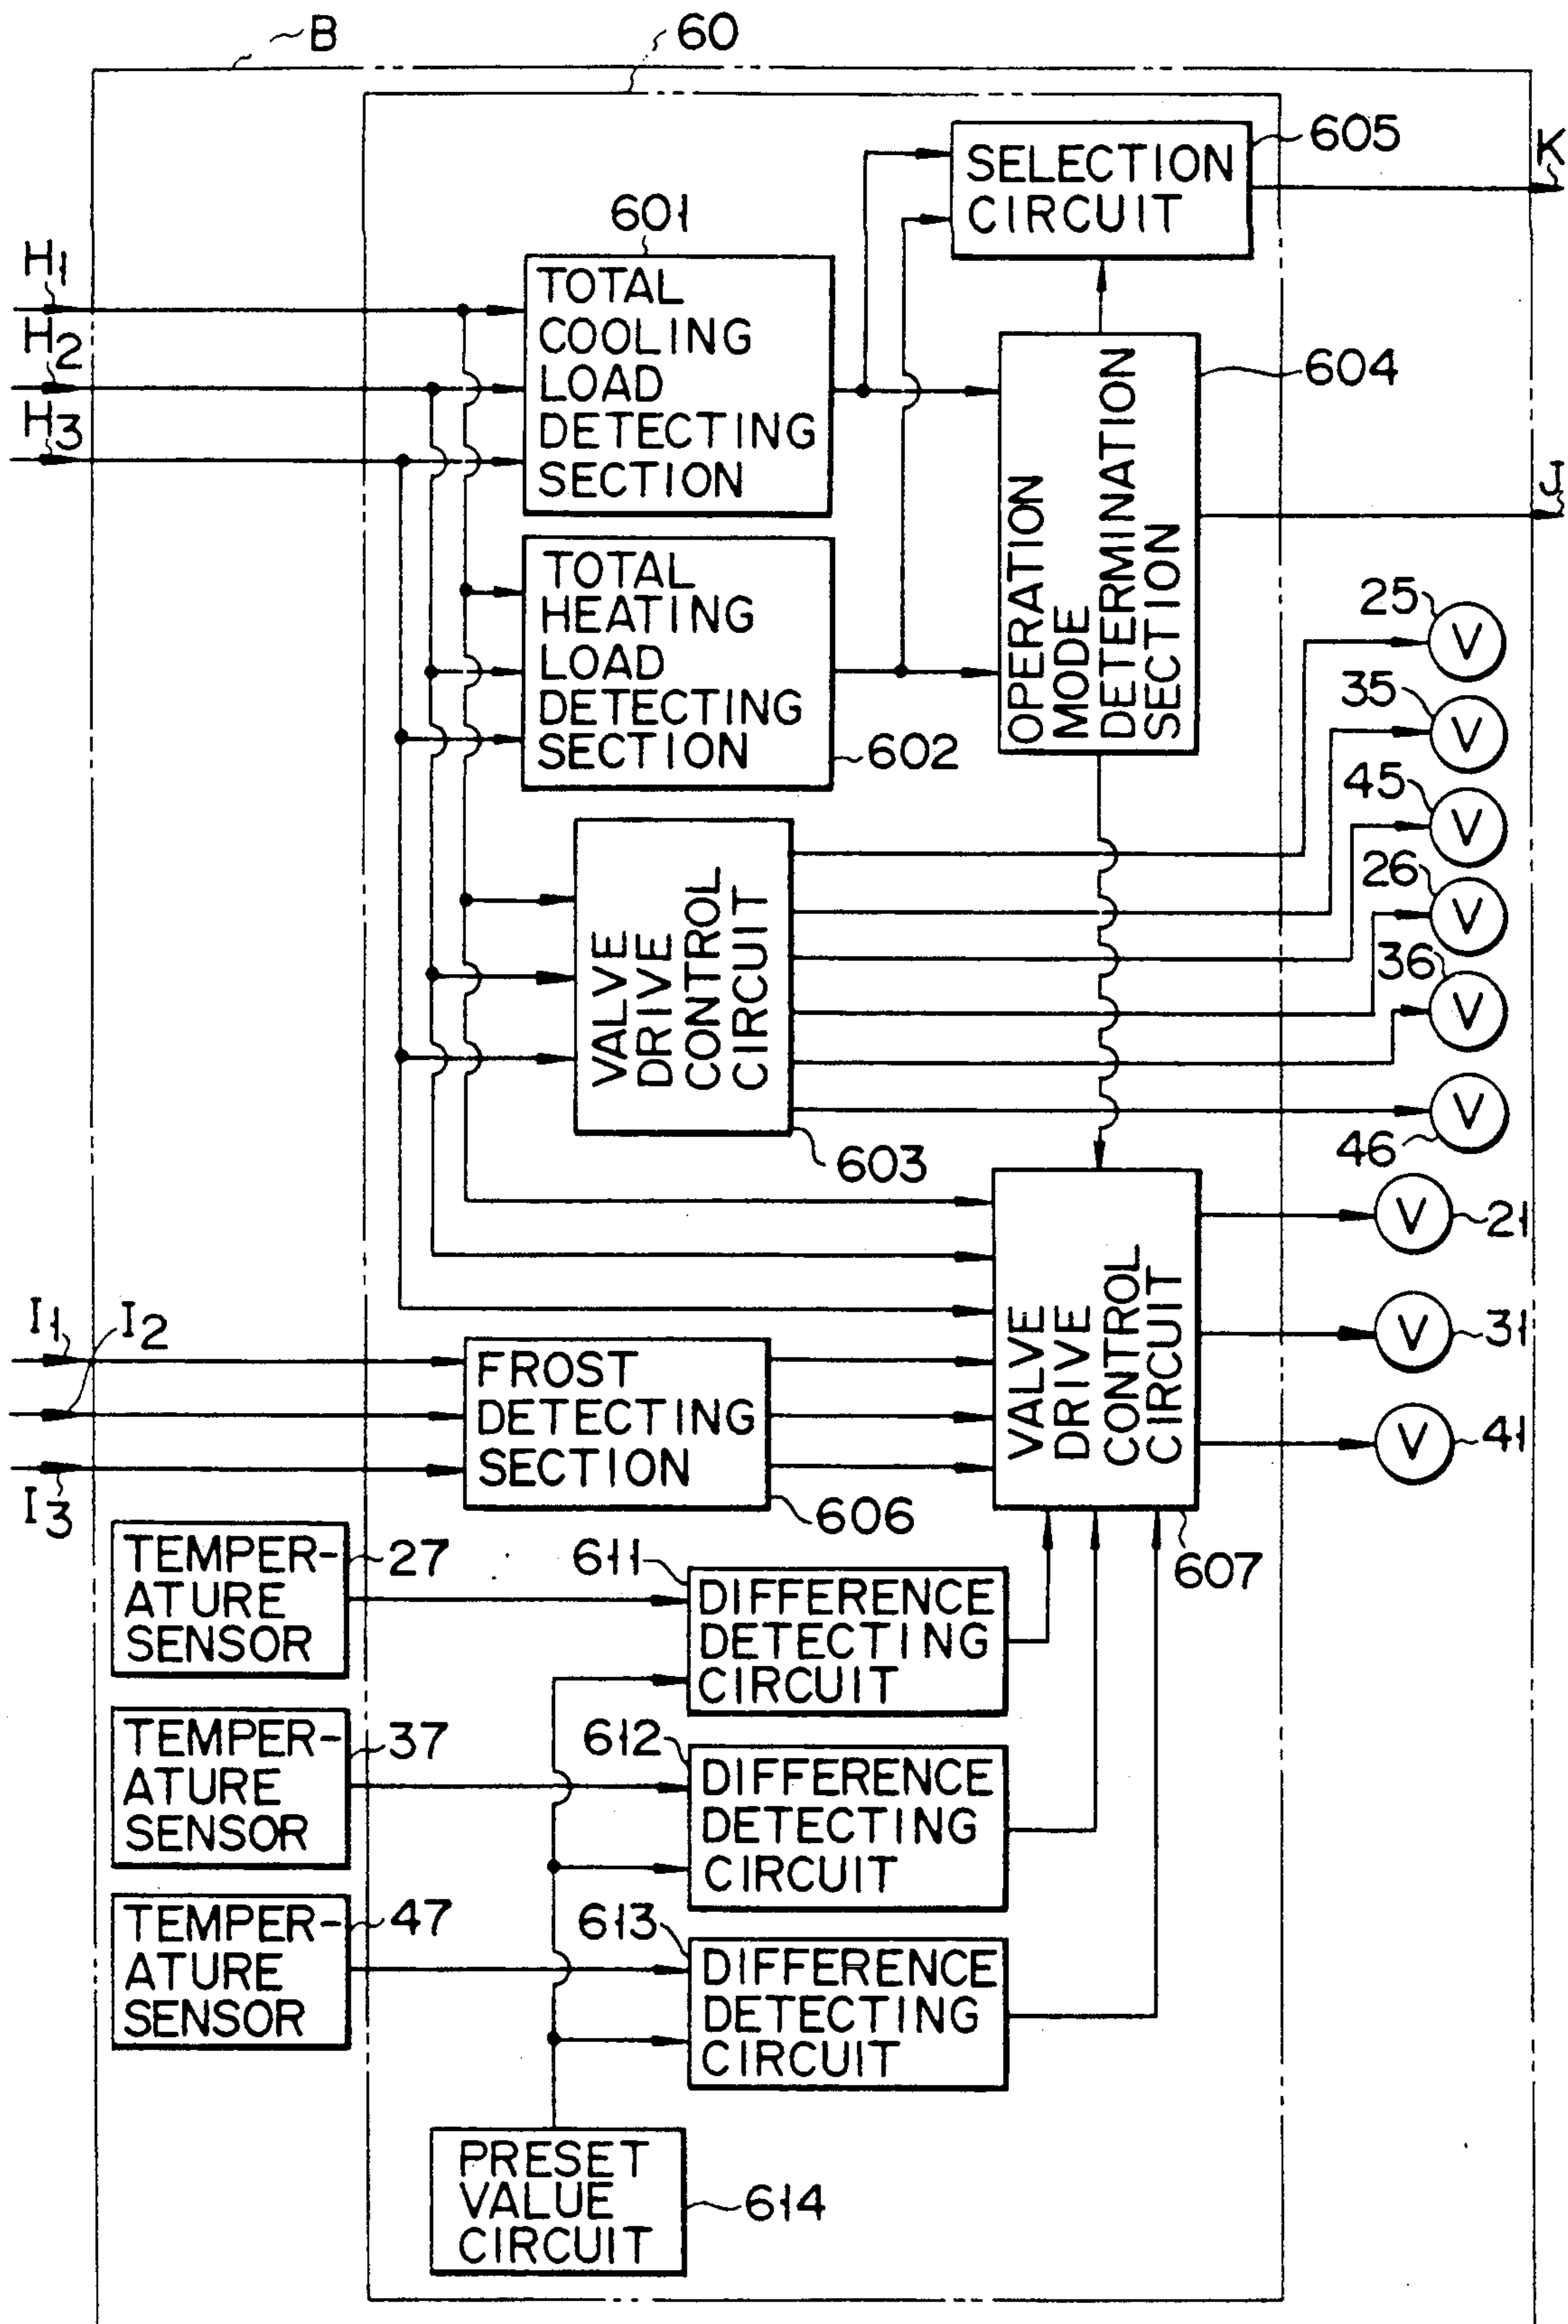 B
60
SELECTION
CIRCUIT
605
K
601
H1
TOTAL
COOLING
LOAD
DETECTING
SECTION
H2
H3
OPERATION
MODE
DETERMINATION
SECTION
604
J
TOTAL
HEATING
LOAD
DETECTING
SECTION
602
25
V
35
V
45
V
26
V
36
V
46
V
VALVE
DRIVE
CONTROL
CIRCUIT
603
VALVE
DRIVE
CONTROL
CIRCUIT
607
V
21
V
31
V
41
I1
I2
I3
FROST
DETECTING
SECTION
606
TEMPER-
ATURE
SENSOR
27
611
DIFFERENCE
DETECTING
CIRCUIT
TEMPER-
ATURE
SENSOR
37
612
DIFFERENCE
DETECTING
CIRCUIT
TEMPER-
ATURE
SENSOR
47
613
DIFFERENCE
DETECTING
CIRCUIT
PRESET
VALUE
CIRCUIT
614